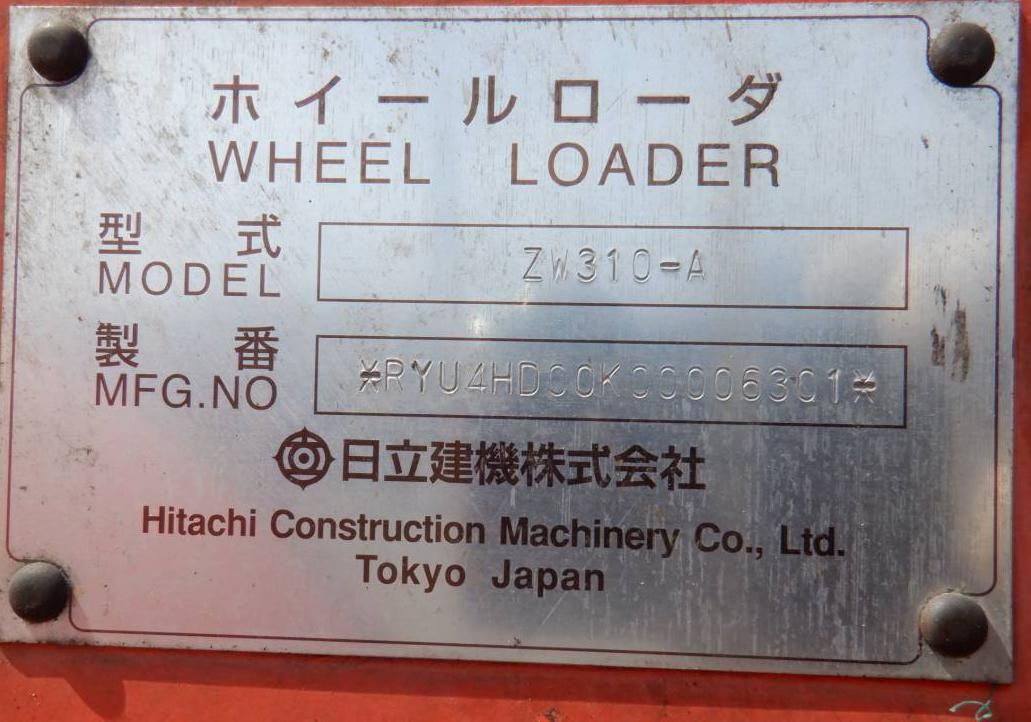 ホイールローダ
WHEEL LOADER
型式
MODEL
ZW310-A
製番
MFG.NO
*RYU4HDC0KCCC006301*
日立建機株式会社
Hitachi Construction Machinery Co., Ltd.
Tokyo Japan